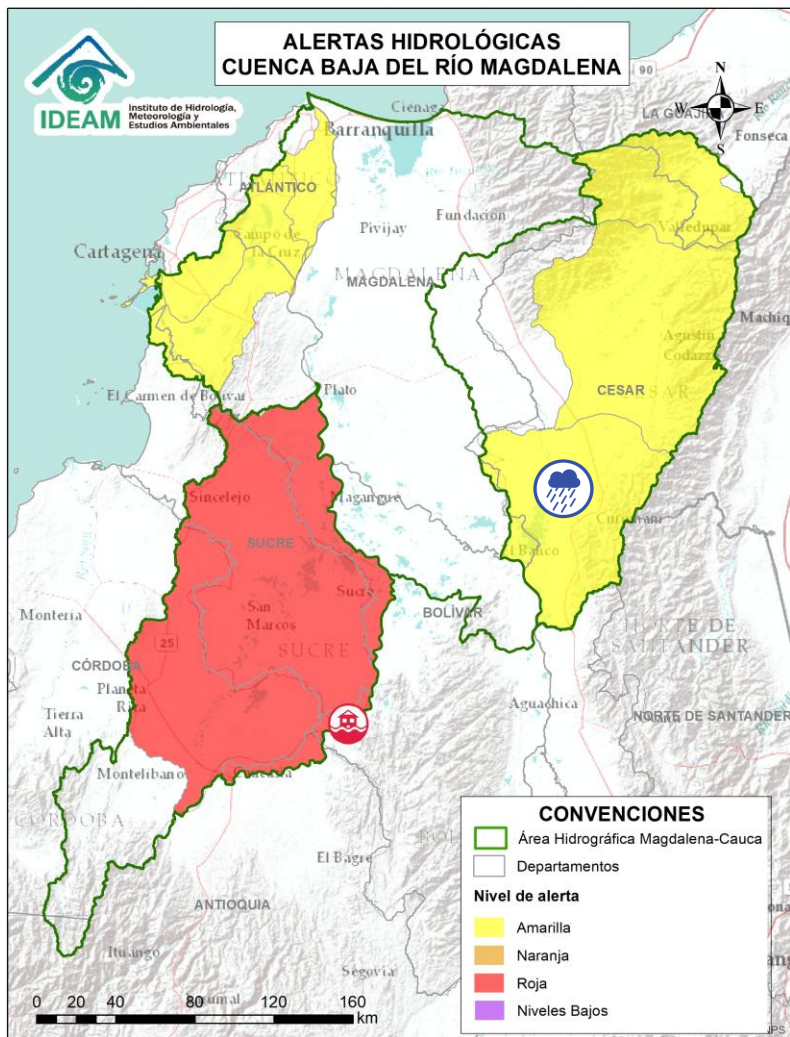 ALERTAS HIDROLÓGICAS
CUENCA BAJA DEL RÍO MAGDALENA
IDEAM
Instituto de Hidrología,
Meteorología y
Estudios Ambientales
N
W
E
S
90
LA GUAJIRA
Fonseca
Ciénaga
Barranquilla
ATLÁNTICO
Campo de
la Cruz
Pivijay
Fundación
Valledupar
Cartagena
MAGDALENA
MAGDALENA
Machiq
Agustín
Codazzi
CESAR
El Carmen de Bolívar
Plato
Sincelejo
Magangue
Curumaní
El Banco
SUCRE
Sucre
San
Marcos
BOLÍVAR
SUCRE
Montería
25
CÓRDOBA
Planeta
Rica
Tierra
Alta
NORTE DE
SANTANDER
NORTE DE SANTANDER
Aguachica
Montelibano
CÓRDOBA
El Bagre
ANTIOQUIA
Ituango
Segovia
CONVENCIONES
Área Hidrográfica Magdalena-Cauca
Departamentos
Nivel de alerta
Amarilla
Naranja
Roja
Niveles Bajos
0 20 40 80 120 160
km